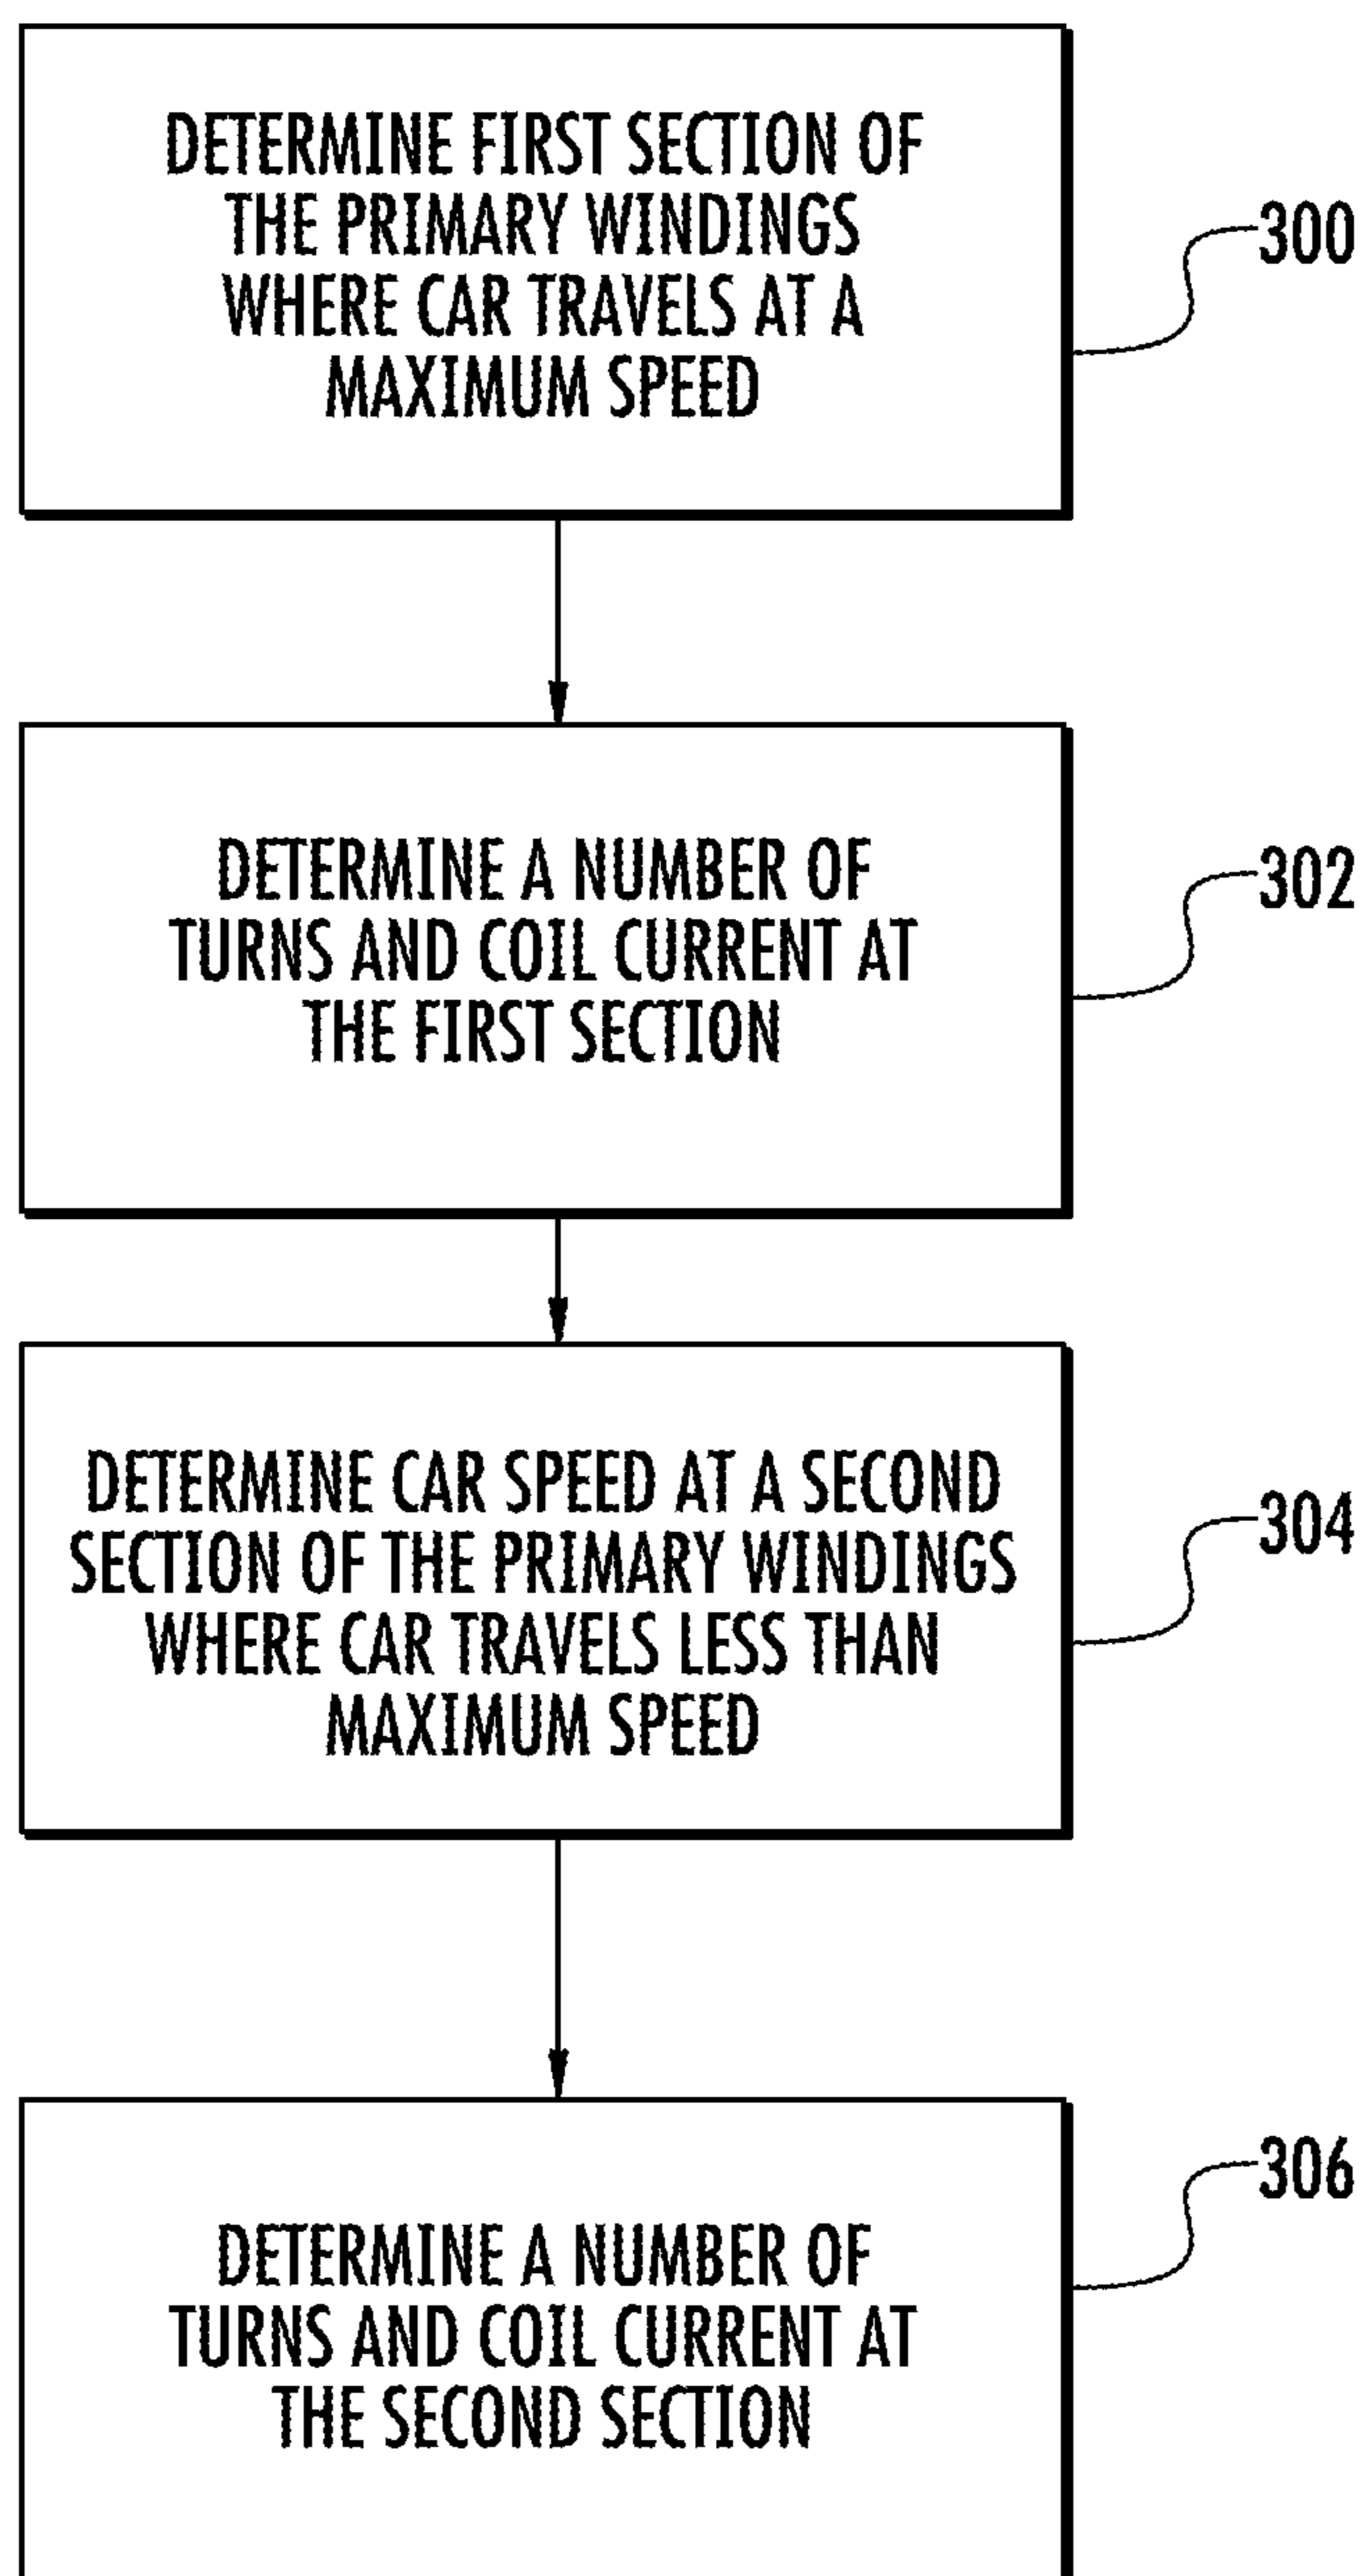 DETERMINE FIRST SECTION OF
THE PRIMARY WINDINGS
WHERE CAR TRAVELS AT A
MAXIMUM SPEED
300
DETERMINE A NUMBER OF
TURNS AND COIL CURRENT AT
THE FIRST SECTION
302
DETERMINE CAR SPEED AT A SECOND
SECTION OF THE PRIMARY WINDINGS
WHERE CAR TRAVELS LESS THAN
MAXIMUM SPEED
304
DETERMINE A NUMBER OF
TURNS AND COIL CURRENT AT
THE SECOND SECTION
306